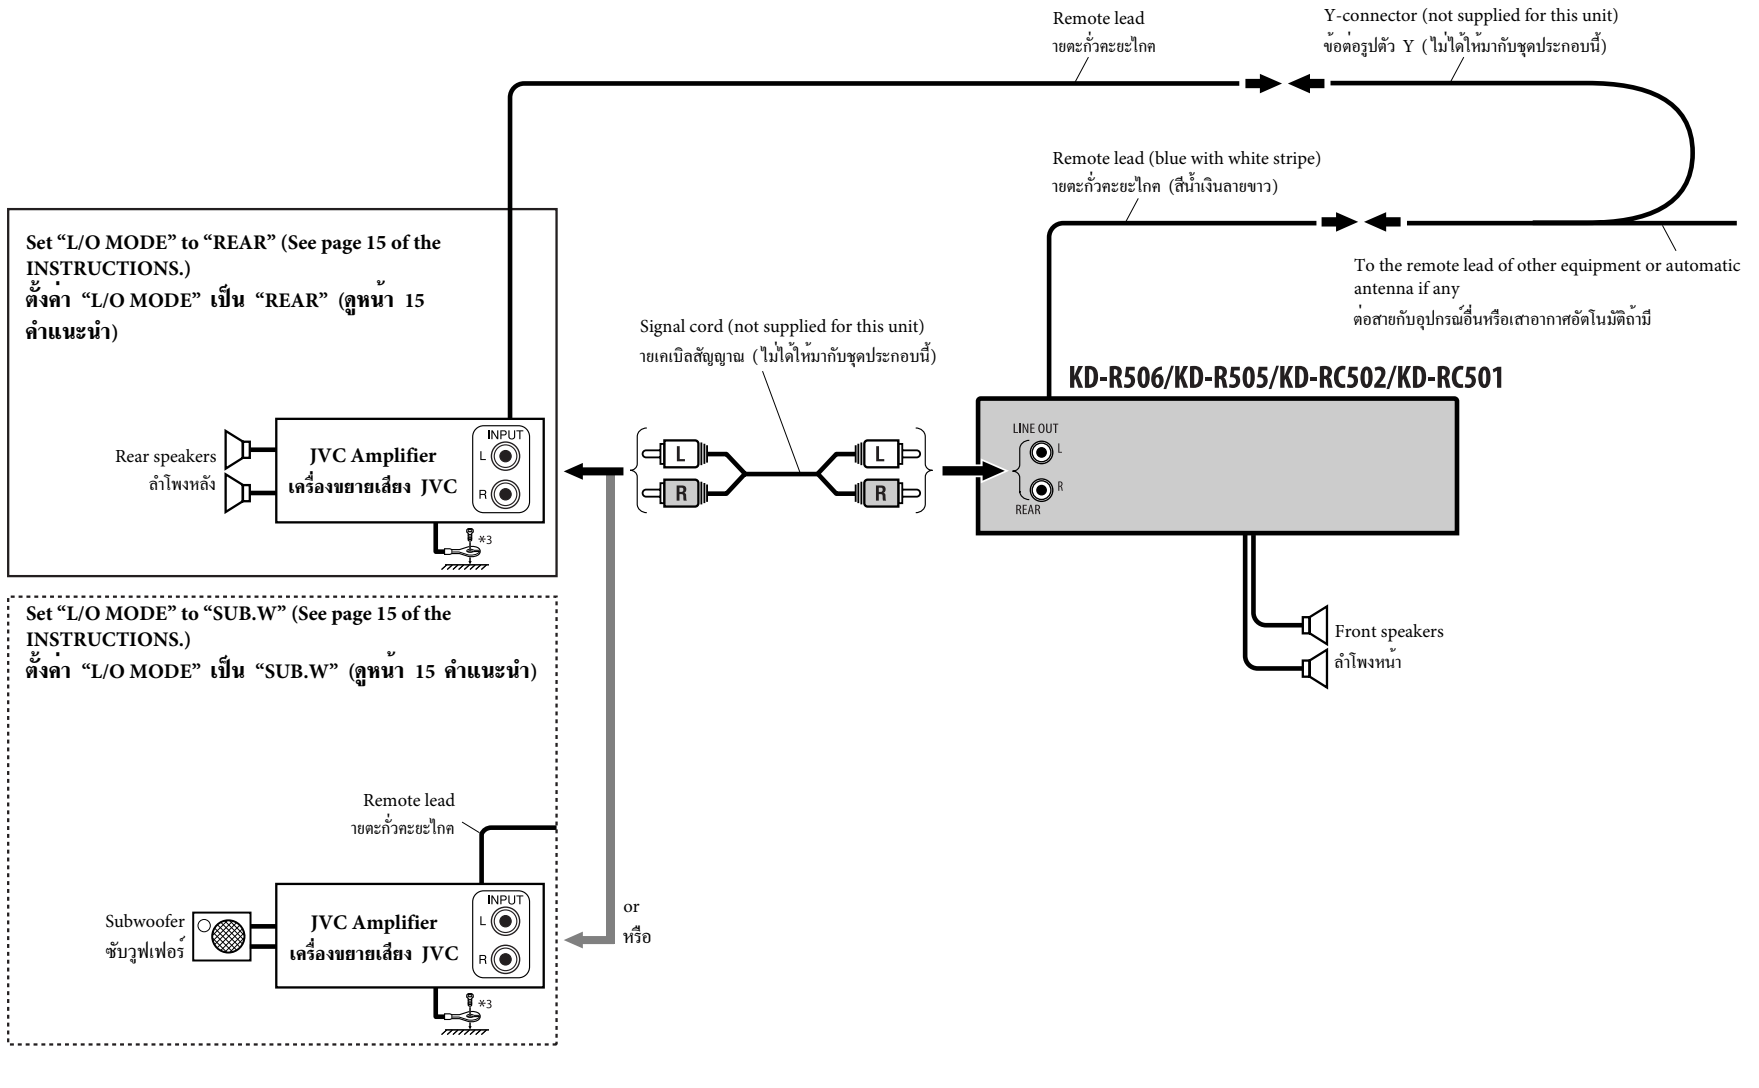 Remote lead
ายตะกั่วคะยะไกฅ
Y-connector (not supplied for this unit)
ข้อต่อรูปตัว Y (ไม่ได้ให้มากับชุดประกอบนี้)
Remote lead (blue with white stripe)
ายตะกั่วคะยะไกฅ (สีน้ำเงินลายขาว)
Set “L/O MODE” to “REAR” (See page 15 of the
INSTRUCTIONS.)
ตั้งค่า “L/O MODE” เป็น “REAR” (ดูหน้า 15
คำแนะนำ)
To the remote lead of other equipment or automatic
antenna if any
ต่อสายกับอุปกรณ์อื่นหรือเสาอากาศอัตโนมัติถ้ามี
Signal cord (not supplied for this unit)
ายเคเบิลสัญญาณ (ไม่ได้ให้มากับชุดประกอบนี้)
KD-R506/KD-R505/KD-RC502/KD-RC501
LINE OUT
L
R
REAR
L
R
L
R
Rear speakers
ลำโพงหลัง
JVC Amplifier
เครื่องขยายเสียง JVC
INPUT
L
R
*3
Front speakers
ลำโพงหน้า
Set “L/O MODE” to “SUB.W” (See page 15 of the
INSTRUCTIONS.)
ตั้งค่า “L/O MODE” เป็น “SUB.W” (ดูหน้า 15 คำแนะนำ)
Remote lead
ายตะกั่วคะยะไกฅ
Subwoofer
ซับวูฟเฟอร์
JVC Amplifier
เครื่องขยายเสียง JVC
INPUT
L
R
*3
or
หรือ